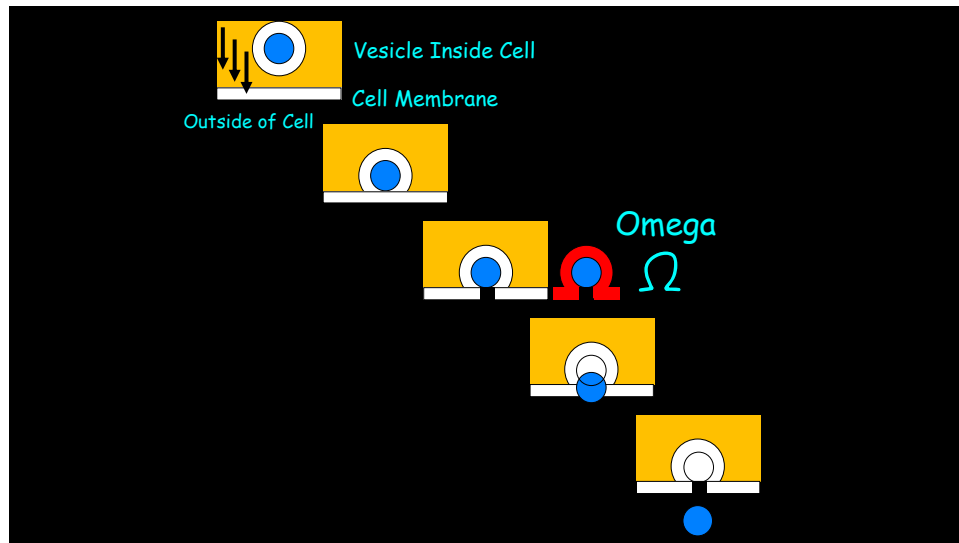 Vesicle Inside Cell
Cell Membrane
Outside of Cell
Omega
Ω